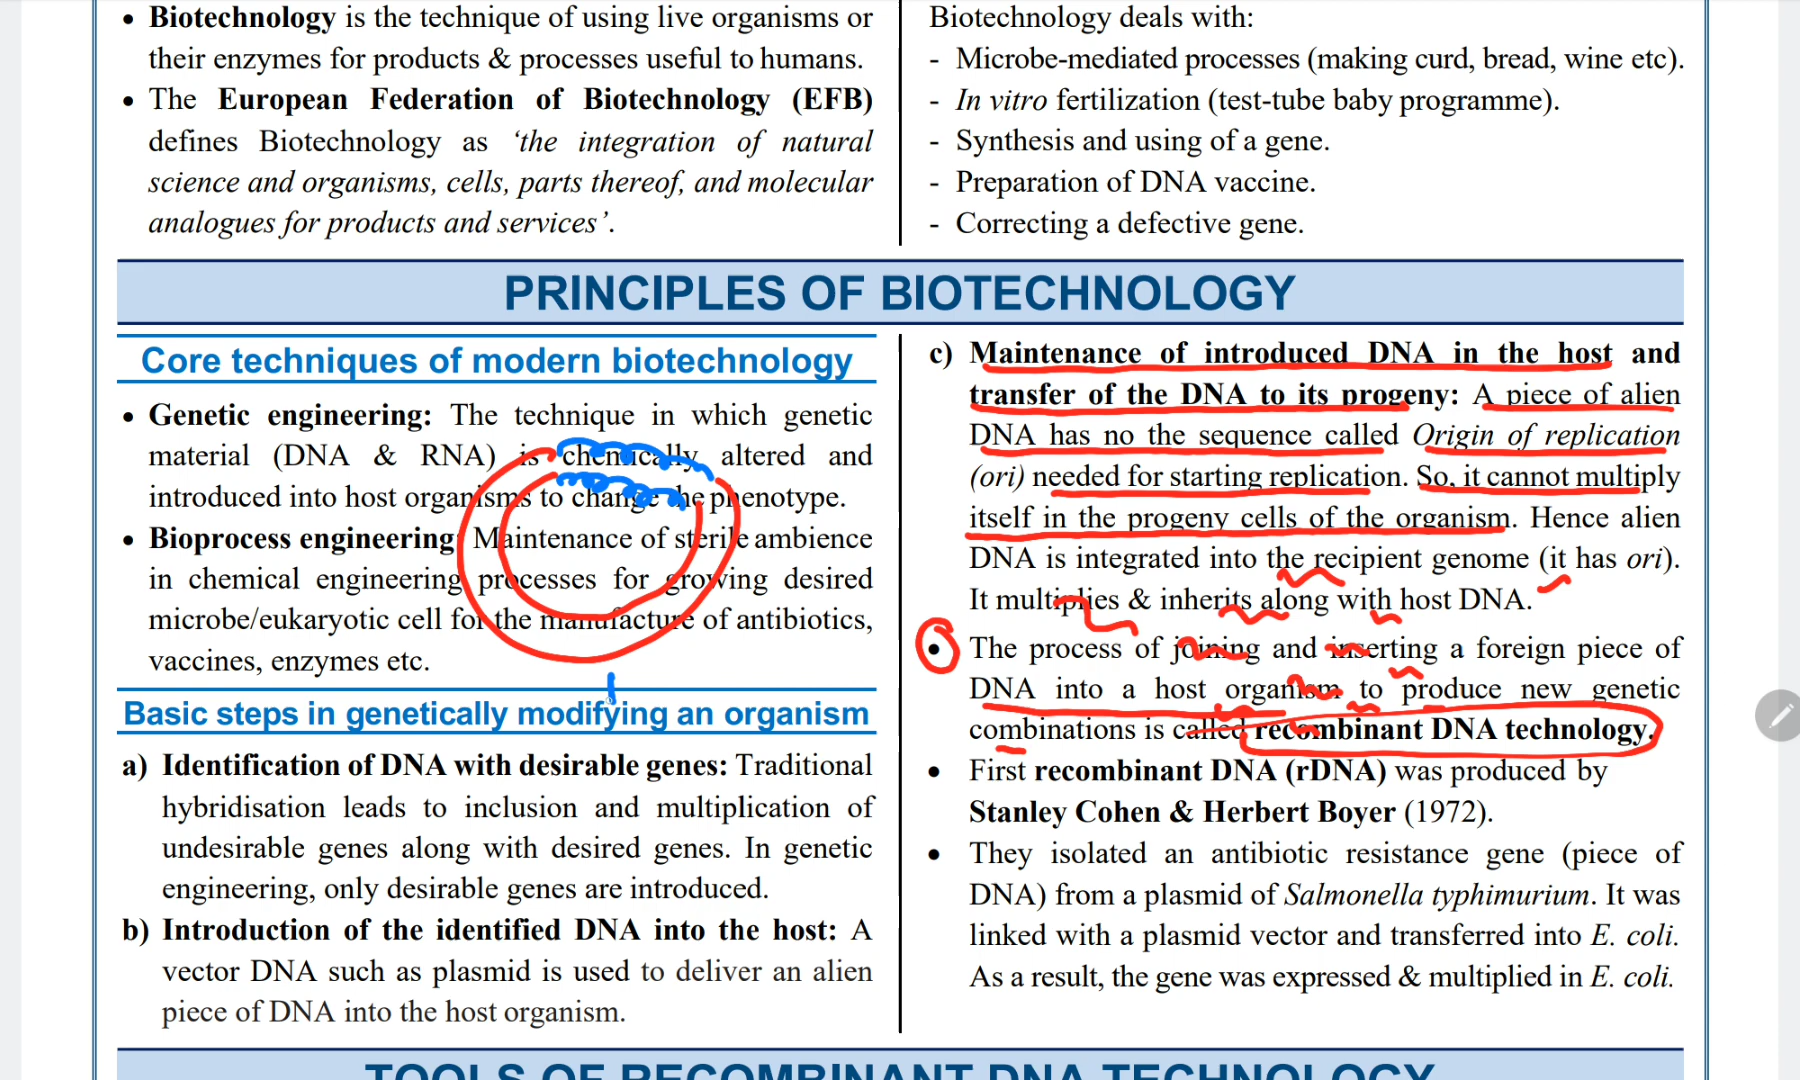 • Biotechnology is the technique of using live organisms or
their enzymes for products & processes useful to humans.
• The European Federation of Biotechnology (EFB)
defines Biotechnology as ‘the integration of natural
science and organisms, cells, parts thereof, and molecular
analogues for products and services’.
Biotechnology deals with:
- Microbe-mediated processes (making curd, bread, wine etc).
- In vitro fertilization (test-tube baby programme).
- Synthesis and using of a gene.
- Preparation of DNA vaccine.
- Correcting a defective gene.
PRINCIPLES OF BIOTECHNOLOGY
Core techniques of modern biotechnology
• Genetic engineering: The technique in which genetic
material (DNA & RNA) is chemically altered and
introduced into host organisms to change the phenotype.
• Bioprocess engineering: Maintenance of sterile ambience
in chemical engineering processes for growing desired
microbe/eukaryotic cell for the manufacture of antibiotics,
vaccines, enzymes etc.
Basic steps in genetically modifying an organism
a) Identification of DNA with desirable genes: Traditional
hybridisation leads to inclusion and multiplication of
undesirable genes along with desired genes. In genetic
engineering, only desirable genes are introduced.
b) Introduction of the identified DNA into the host: A
vector DNA such as plasmid is used to deliver an alien
piece of DNA into the host organism.
c) Maintenance of introduced DNA in the host and
transfer of the DNA to its progeny: A piece of alien
DNA has no the sequence called Origin of replication
(ori) needed for starting replication. So, it cannot multiply
itself in the progeny cells of the organism. Hence alien
DNA is integrated into the recipient genome (it has ori).
It multiplies & inherits along with host DNA.
• The process of joining and inserting a foreign piece of
DNA into a host organism to produce new genetic
combinations is called recombinant DNA technology.
• First recombinant DNA (rDNA) was produced by
Stanley Cohen & Herbert Boyer (1972).
• They isolated an antibiotic resistance gene (piece of
DNA) from a plasmid of Salmonella typhimurium. It was
linked with a plasmid vector and transferred into E. coli.
As a result, the gene was expressed & multiplied in E. coli.
TOOLS OF RECOMBINANT DNA TECHNOLOGY